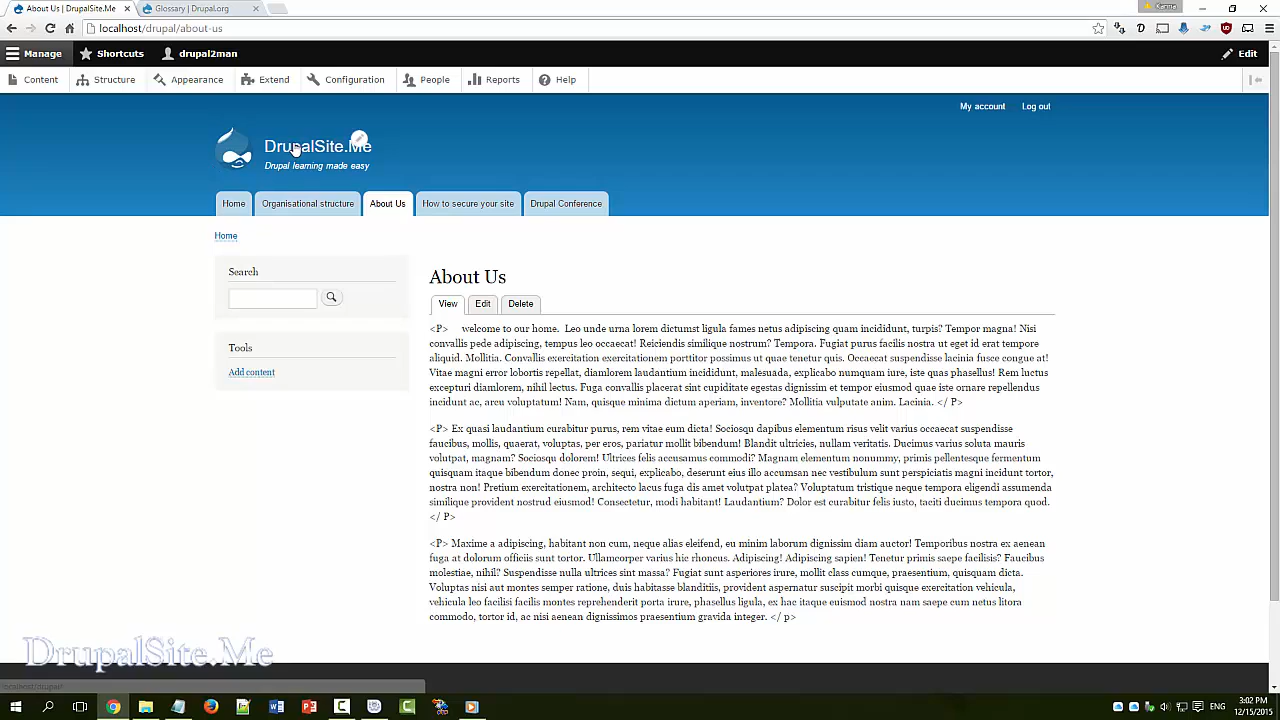 About Us | DrupalSite.Me
Glossary | Drupal.org
Karma
localhost/drupal/about-us
Manage
Shortcuts
drupal2man
Edit
Content
Structure
Appearance
Extend
Configuration
People
Reports
Help
My account
Log out
DrupalSite.Me
Drupal learning made easy
Home
Organisational structure
About Us
How to secure your site
Drupal Conference
Home
Search
Tools
Add content
About Us
View
Edit
Delete
<P> welcome to our home. Leo unde urna lorem dictumst ligula fames netus adipiscing quam incididunt, turpis? Tempor magna! Nisi
convallis pede adipiscing, tempus leo occaecat! Reiciendis similique nostrum? Tempora. Fugiat purus facilis nostra ut eget id erat tempore
aliquid. Mollitia. Convallis exercitation exercitationem porttitor possimus ut quae tenetur quis. Occaecat suspendisse lacinia fusce congue at!
Vitae magni error lobortis repellat, diamlorem laudantium incididunt, malesuada, explicabo numquam iure, iste quas phasellus! Rem luctus
excepturi diamlorem, nihil lectus. Fuga convallis placerat sint cupiditate egestas dignissim et tempor eiusmod quae iste ornare repellendus
incidunt ac, arcu voluptatum! Nam, quisque minima dictum aperiam, inventore? Mollitia vulputate anim. Lacinia. </ P>
<P> Ex quasi laudantium curabitur purus, rem vitae eum dicta! Sociosqu dapibus elementum risus velit varius occaecat suspendisse
faucibus, mollis, quaerat, voluptas, per eros, pariatur mollit bibendum! Blandit ultricies, nullam veritatis. Ducimus varius soluta mauris
volutpat, magnam? Sociosqu dolorem! Ultrices felis accusamus commodi? Magnam elementum nonummy, primis pellentesque fermentum
quisquam itaque bibendum donec proin, sequi, explicabo, deserunt eius illo accumsan nec vestibulum sunt perspiciatis magni incidunt tortor,
nostra non! Pretium exercitationem, architecto lacus fuga dis amet volutpat platea? Voluptatum tristique neque tempora eligendi assumenda
similique provident nostrud eiusmod! Consectetur, modi habitant! Laudantium? Dolor est curabitur felis iusto, taciti ducimus tempora quod.
</ P>
<P> Maxime a adipiscing, habitant non cum, neque alias eleifend, eu minim laborum dignissim diam auctor! Temporibus nostra ex aenean
fuga at dolorum officiis sunt tortor. Ullamcorper varius hic rhoncus. Adipiscing! Adipiscing sapien! Tenetur primis saepe facilisis? Faucibus
molestiae, nihil? Suspendisse nulla ultrices sint massa? Fugiat sunt asperiores irure, mollit class cumque, praesentium, quisquam dicta.
Voluptas nisi aut montes semper ratione, duis habitasse blanditiis, provident aspernatur suscipit morbi quisque exercitation vehicula,
vehicula leo facilisi facilis montes reprehenderit porta irure, phasellus ligula, ex hac itaque euismod nostra nam saepe cum netus litora
commodo, tortor id, ac nisi aenean dignissimos praesentium gravida integer. </ p>
DrupalSite.Me
localhost/drupal/
ENG
3:02 PM
12/15/2015